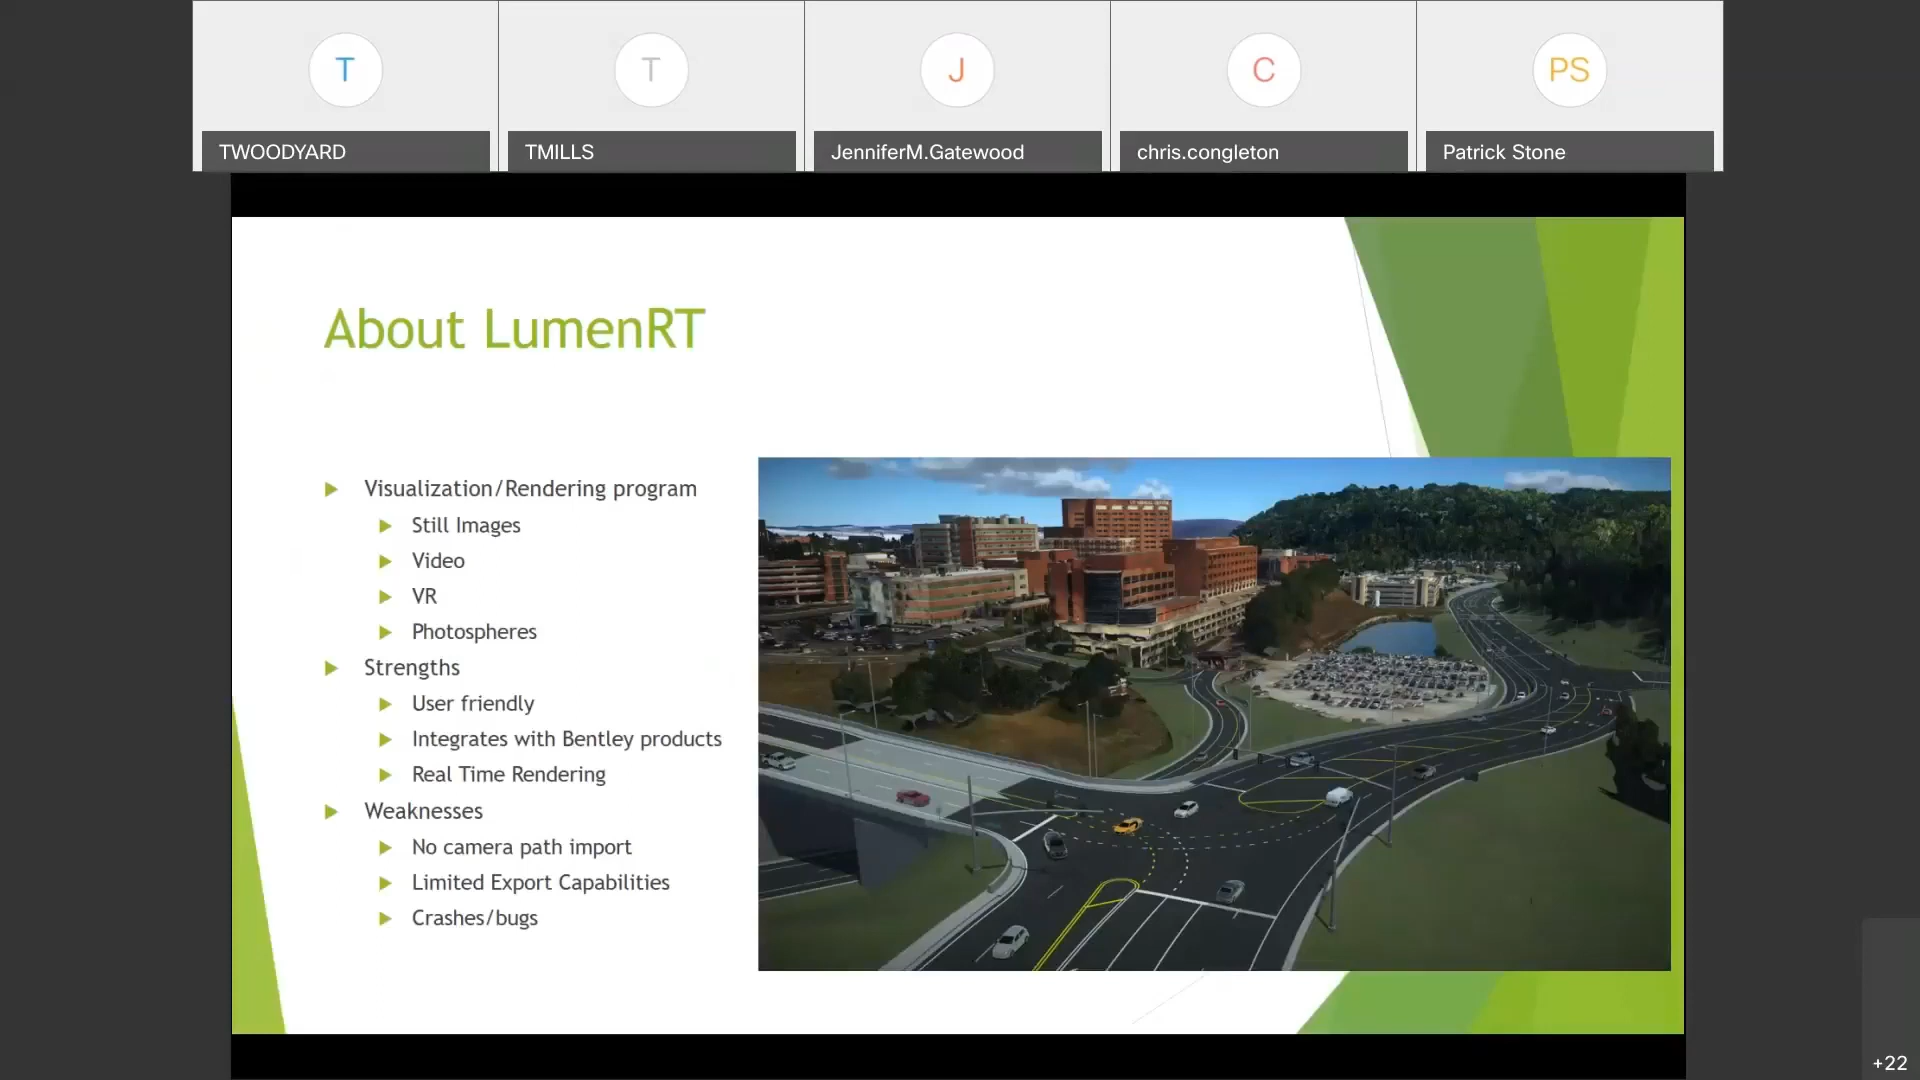 T
T
J
C
PS
TWOODYARD
TMILLS
JenniferM.Gatewood
chris.congleton
Patrick Stone
About LumenRT
Visualization/Rendering program
Still Images
Video
VR
Photospheres
Strengths
User friendly
Integrates with Bentley products
Real Time Rendering
Weaknesses
No camera path import
Limited Export Capabilities
Crashes/bugs
+22